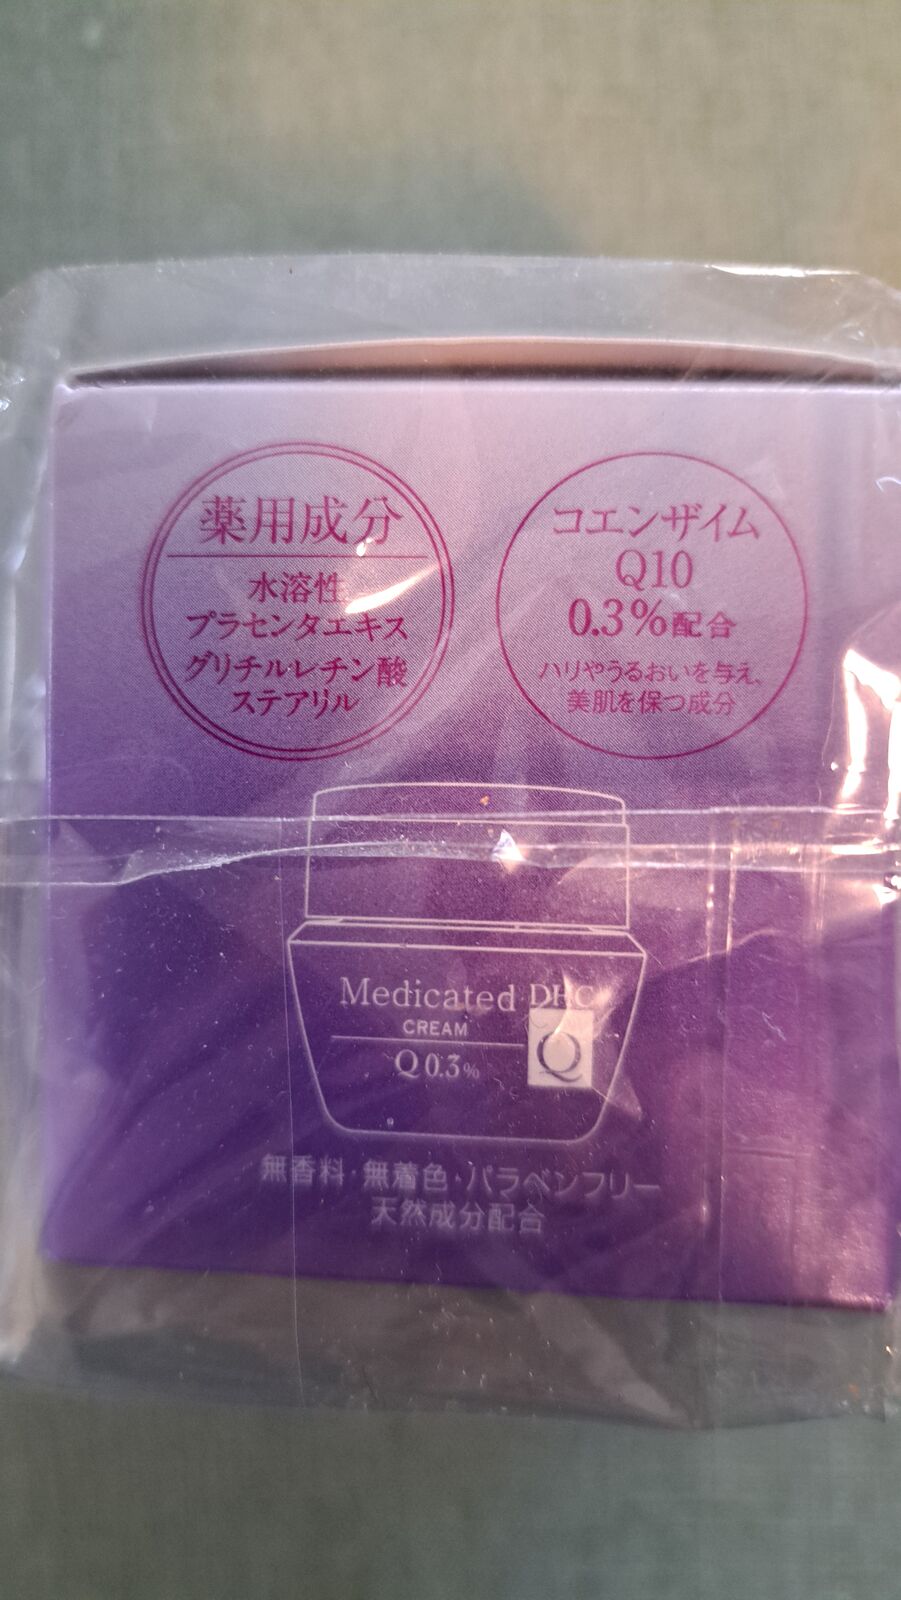 薬用成分
水溶性
プラセンタエキス
グリチルレチン酸
ステアリル
コエンザイム
Q10
0.3%配合
ハリやうるおいを与え、
美肌を保つ成分
Medicated DHC
CREAM
Q 0.3%
Q
無香料・無着色・パラベンフリー
天然成分配合